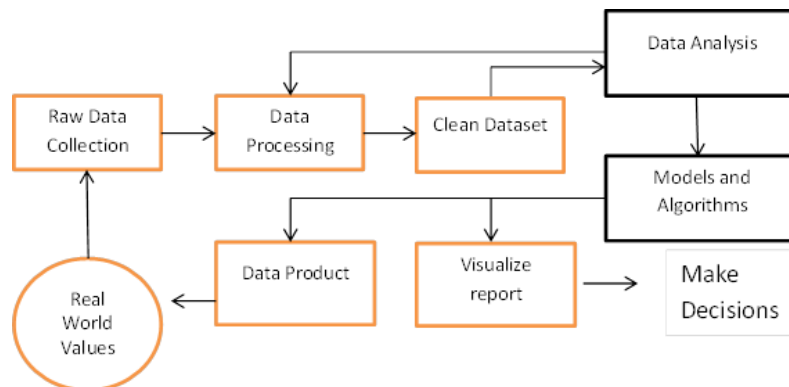 Data Analysis
Raw Data
Collection
Data
Processing
Clean Dataset
Models and
Algorithms
Data Product
Visualize
report
Make
Decisions
Real
World
Values